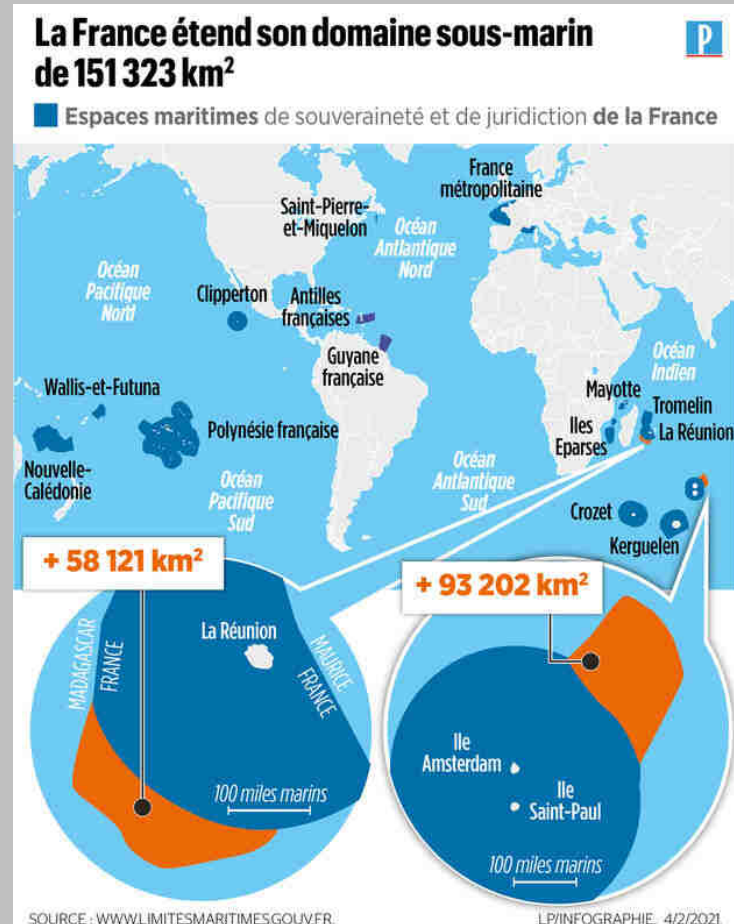 La France étend son domaine sous-marin
de 151 323 km²
P
Espaces maritimes de souveraineté et de juridiction de la France
France
métropolitaine
Saint-Pierre-
et-Miquelon
Océan
Atlantique
Nord
Océan
Pacifique
Nord
Clipperton
Antilles
françaises
Guyane
française
Océan
Indien
Wallis-et-Futuna
Mayotte
Tromelin
Iles
Eparses
La Réunion
Polynésie française
Nouvelle-
Calédonie
Océan
Pacifique
Sud
Océan
Atlantique
Sud
Crozet
Kerguelen
+ 58 121 km²
+ 93 202 km²
MADAGASCAR
FRANCE
La Réunion
MAURICE
FRANCE
100 miles marins
Ile
Amsterdam
Ile
Saint-Paul
100 miles marins
SOURCE : WWW.LIMITESMARITIMES.GOUV.FR.
LP/INFOGRAPHIE, 4/2/2021